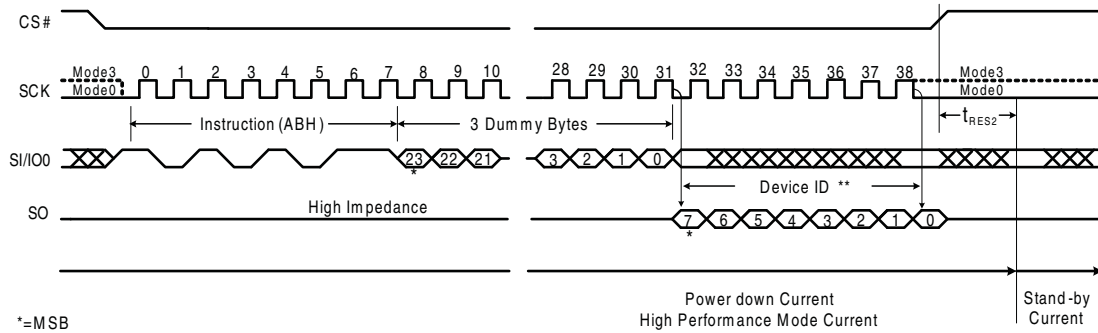 CS#
Mode3 0 1 2 3 4 5 6 7 8 9 10 28 29 30 31 32 33 34 35 36 37 38 Mode3
SCK Mode0 Mode0
Instruction (ABH) 3 Dummy Bytes tRES2
SI/IO0 23 22 21 3 2 1 0
*
Device ID **
SO High Impedance 7 6 5 4 3 2 1 0
*
Power down Current Stand-by
High Performance Mode Current Current
*=MSB